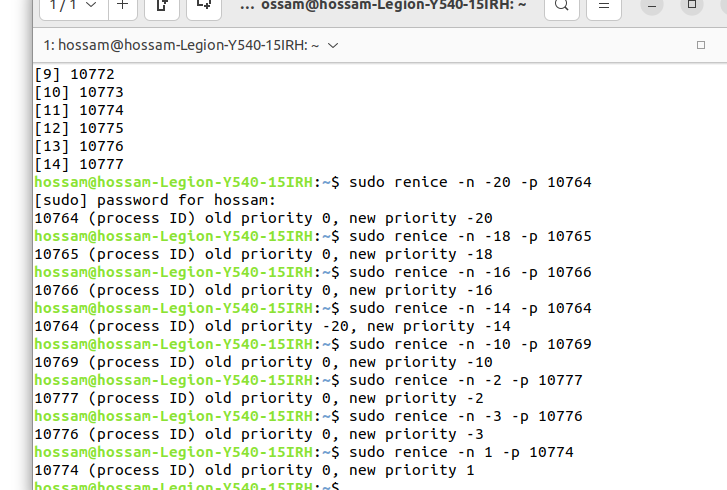 1 / 1
... ossam@hossam-Legion-Y540-15IRH: ~
1: hossam@hossam-Legion-Y540-15IRH: ~
[9] 10772
[10] 10773
[11] 10774
[12] 10775
[13] 10776
[14] 10777
hossam@hossam-Legion-Y540-15IRH:~$ sudo renice -n -20 -p 10764
[sudo] password for hossam:
10764 (process ID) old priority 0, new priority -20
hossam@hossam-Legion-Y540-15IRH:~$ sudo renice -n -18 -p 10765
10765 (process ID) old priority 0, new priority -18
hossam@hossam-Legion-Y540-15IRH:~$ sudo renice -n -16 -p 10766
10766 (process ID) old priority 0, new priority -16
hossam@hossam-Legion-Y540-15IRH:~$ sudo renice -n -14 -p 10764
10764 (process ID) old priority -20, new priority -14
hossam@hossam-Legion-Y540-15IRH:~$ sudo renice -n -10 -p 10769
10769 (process ID) old priority 0, new priority -10
hossam@hossam-Legion-Y540-15IRH:~$ sudo renice -n -2 -p 10777
10777 (process ID) old priority 0, new priority -2
hossam@hossam-Legion-Y540-15IRH:~$ sudo renice -n -3 -p 10776
10776 (process ID) old priority 0, new priority -3
hossam@hossam-Legion-Y540-15IRH:~$ sudo renice -n 1 -p 10774
10774 (process ID) old priority 0, new priority 1
hossam@hossam-Legion-Y540-15IRH:~$